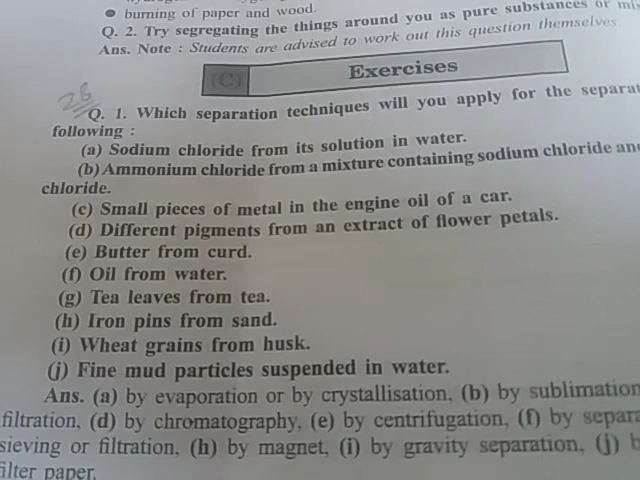 burning of paper and wood.
Q. 2. Try segregating the things around you as pure substances or
Ans. Note : Students are advised to work out this question themselves.
(C) Exercises
28
Q. 1. Which separation techniques will you apply for the
following :
(a) Sodium chloride from its solution in water.
(b) Ammonium chloride from a mixture containing sodium chloride
chloride.
(c) Small pieces of metal in the engine oil of a car.
(d) Different pigments from an extract of flower petals.
(e) Butter from curd.
(f) Oil from water.
(g) Tea leaves from tea.
(h) Iron pins from sand.
(i) Wheat grains from husk.
(j) Fine mud particles suspended in water.
Ans. (a) by evaporation or by crystallisation, (b) by sublimation
filtration, (d) by chromatography, (e) by centrifugation, (f) by
sieving or filtration, (h) by magnet, (i) by gravity separation, (j)
filter paper.